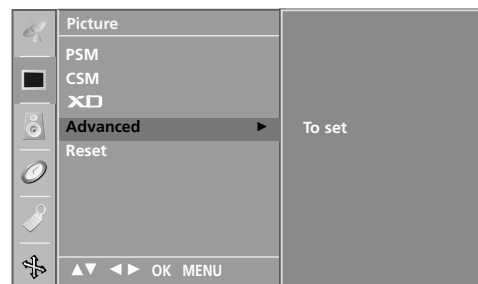 Picture
PSM
CSM
XD
Advanced ► To set
Reset
▲▼ ◄► OK MENU